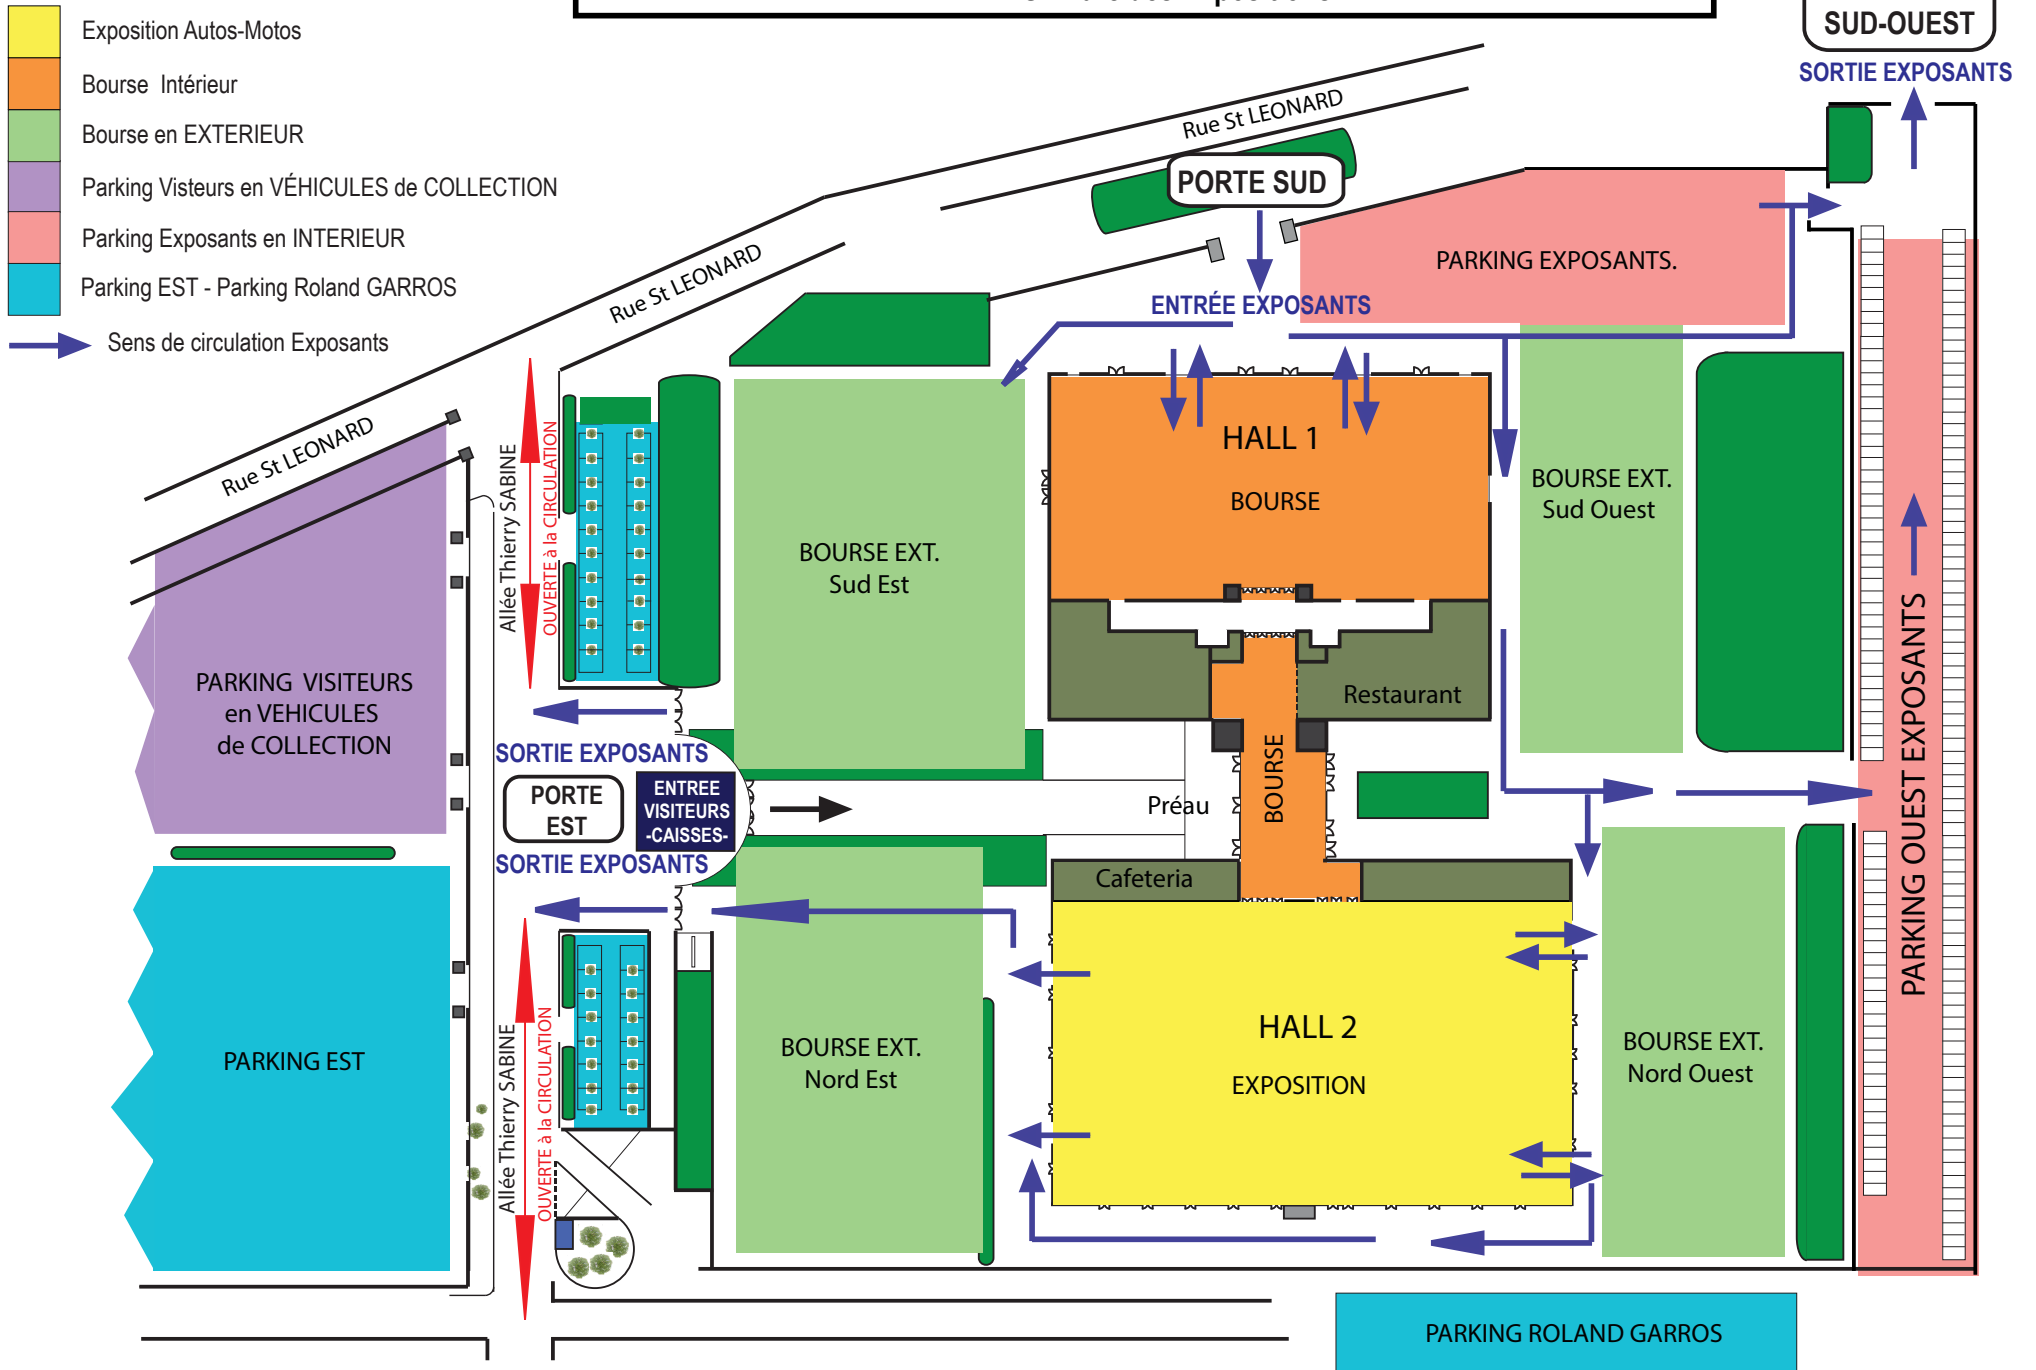 SUD-OUEST
SORTIE EXPOSANTS
Exposition Autos-Motos
Bourse Intérieur
Bourse en EXTERIEUR
Parking Visteurs en VÉHICULES de COLLECTION
Parking Exposants en INTERIEUR
Parking EST - Parking Roland GARROS
Sens de circulation Exposants
Rue St LEONARD
PORTE SUD
Rue St LEONARD
PARKING EXPOSANTS.
ENTRÉE EXPOSANTS
Rue St LEONARD
Allée Thierry SABINE
OUVERTE à la CIRCULATION
HALL 1
BOURSE
BOURSE EXT.
Sud Ouest
BOURSE EXT.
Sud Est
PARKING VISITEURS
en VEHICULES
de COLLECTION
Restaurant
PARKING OUEST EXPOSANTS
SORTIE EXPOSANTS
PORTE
EST
ENTREE
VISITEURS
-CAISSES-
Préau
BOURSE
SORTIE EXPOSANTS
Cafeteria
HALL 2
EXPOSITION
BOURSE EXT.
Nord Est
BOURSE EXT.
Nord Ouest
PARKING EST
Allée Thierry SABINE
OUVERTE à la CIRCULATION
PARKING ROLAND GARROS